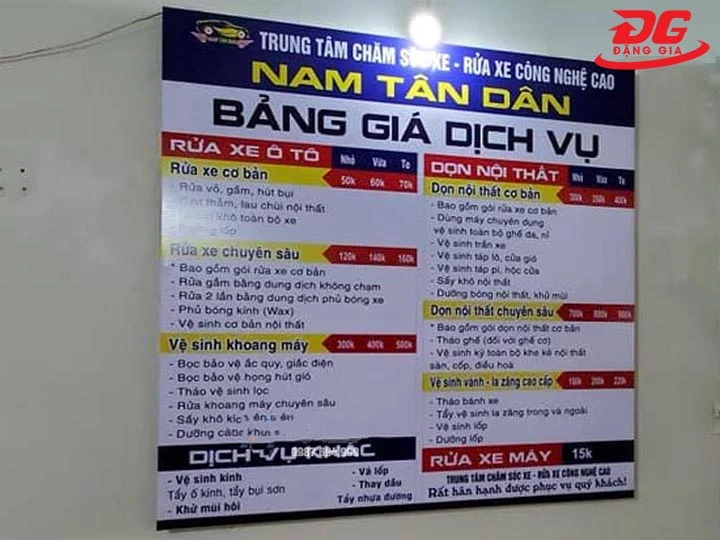 ĐG
ĐẶNG GIA
TRUNG TÂM CHĂM SÓC XE - RỬA XE CÔNG NGHỆ CAO
NAM TÂN DÂN
BẢNG GIÁ DỊCH VỤ
RỬA XE Ô TÔ Nhỏ Vừa To
Rửa xe cơ bản 50k 60k 70k
- Rửa vỏ, gầm, hút bụi
thảm, lau chùi nội thất
khô toàn bộ xe
lốp
Rửa xe chuyên sâu 120k 140k 160k
* Bao gồm gói rửa xe cơ bản
- Rửa gầm bằng dung dịch không chạm
- Rửa 2 lần bằng dung dịch phủ bóng xe
- Phủ bóng kính (Wax)
- Vệ sinh cơ bản nội thất
Vệ sinh khoang máy 300k 400k 500k
- Bọc bảo vệ ắc quy, giắc điện
- Bọc bảo vệ họng hút gió
- Tháo vệ sinh lọc
- Rửa khoang máy chuyên sâu
- Sấy khô
- Dưỡng
DỊCH VỤ KHÁC
- Vệ sinh kính
Tẩy ố kính, tẩy bụi sơn
- Khử mùi hôi
- Vá lốp
- Thay dầu
Tẩy nhựa đường
DỌN NỘI THẤT Nhỏ Vừa To
Dọn nội thất cơ bản 300k 400k
- Bao gồm gói rửa xe cơ bản
- Dùng máy chuyên dụng
vệ sinh toàn bộ ghế da, nỉ
- Vệ sinh trần xe
- Vệ sinh táp lô, cửa gió
- Vệ sinh táp pi, hộc cửa
- Sấy khô nội thất
- Dưỡng bóng nội thất, khử mùi
Dọn nội thất chuyên sâu 700k 800k 900k
* Bao gồm gói dọn nội thất cơ bản
- Tháo ghế (đối với ghế cơ)
- Vệ sinh kỹ toàn bộ khe kẽ nội thất
sàn, cốp, điều hoà
Vệ sinh vành - la zăng cao cấp 200k 220k
- Tháo bánh xe
- Tẩy vệ sinh la zăng trong và ngoài
- Vệ sinh lốp
- Dưỡng lốp
RỬA XE MÁY 15k
TRUNG TÂM CHĂM SÓC XE - RỬA XE CÔNG NGHỆ CAO
Rất hân hạnh được phục vụ quý khách!